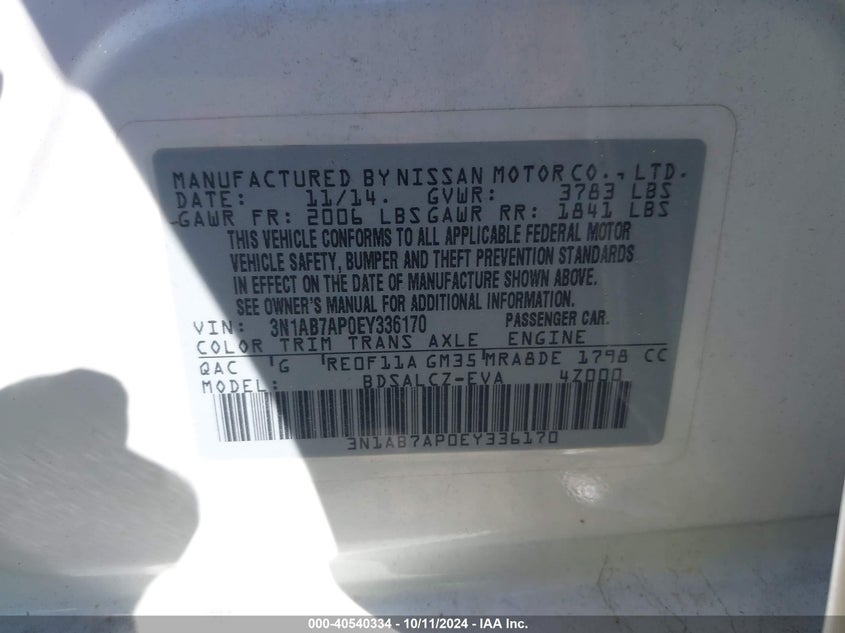 MANUFACTURED BY NISSAN MOTOR CO., LTD.
DATE: 11/14. GVWR: 3783 LBS
GAWR FR: 2006 LBS GAWR RR: 1841 LBS
THIS VEHICLE CONFORMS TO ALL APPLICABLE FEDERAL MOTOR
VEHICLE SAFETY, BUMPER AND THEFT PREVENTION STANDARDS
IN EFFECT ON THE DATE OF MANUFACTURE SHOWN ABOVE.
SEE OWNER'S MANUAL FOR ADDITIONAL INFORMATION.
VIN: 3N1AB7AP0EY336170 PASSENGER CAR.
COLOR TRIM TRANS AXLE ENGINE
QAC G RE0F11A GM35 MRA8DE 1798 CC
MODEL: BDSALCZ-EVA 4Z000
3N1AB7AP0EY336170
000-40540334 - 10/11/2024 - IAA Inc.